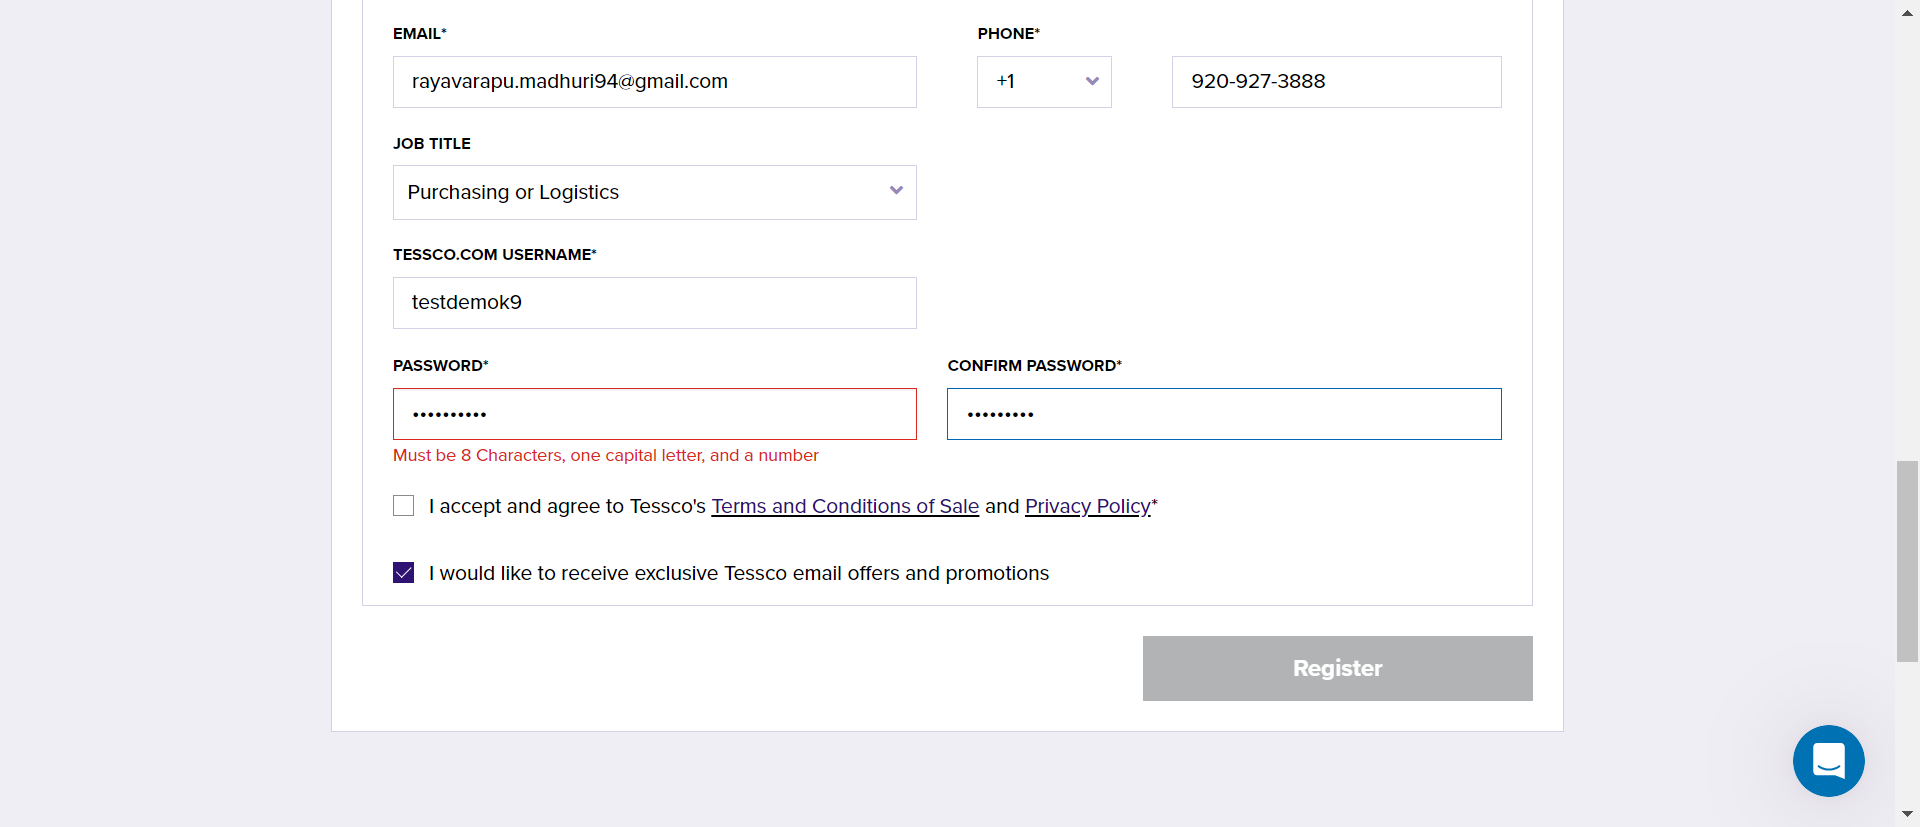 EMAIL* PHONE*
rayavarapu.madhuri94@gmail.com +1 920-927-3888
JOB TITLE
Purchasing or Logistics
TESSCO.COM USERNAME*
testdemok9
PASSWORD* CONFIRM PASSWORD*
•••••••••• •••••••••
Must be 8 Characters, one capital letter, and a number
I accept and agree to Tessco's Terms and Conditions of Sale and Privacy Policy*
I would like to receive exclusive Tessco email offers and promotions
Register